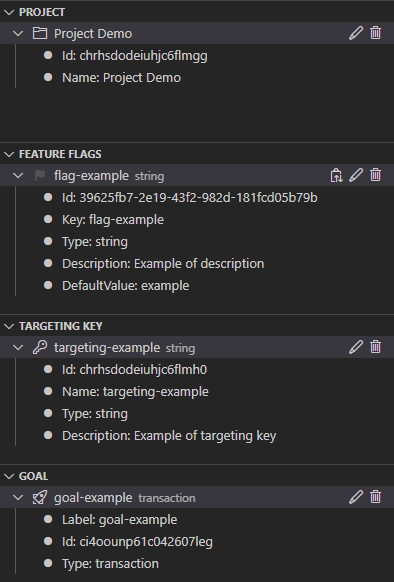 PROJECT
Project Demo
Id: chrhsdodeiuhjc6flmgg
Name: Project Demo
FEATURE FLAGS
flag-example string
Id: 39625fb7-2e19-43f2-982d-181fcd05b79b
Key: flag-example
Type: string
Description: Example of description
DefaultValue: example
TARGETING KEY
targeting-example string
Id: chrhsdodeiuhjc6flmh0
Name: targeting-example
Type: string
Description: Example of targeting key
GOAL
goal-example transaction
Label: goal-example
Id: ci4oounp61c042607leg
Type: transaction